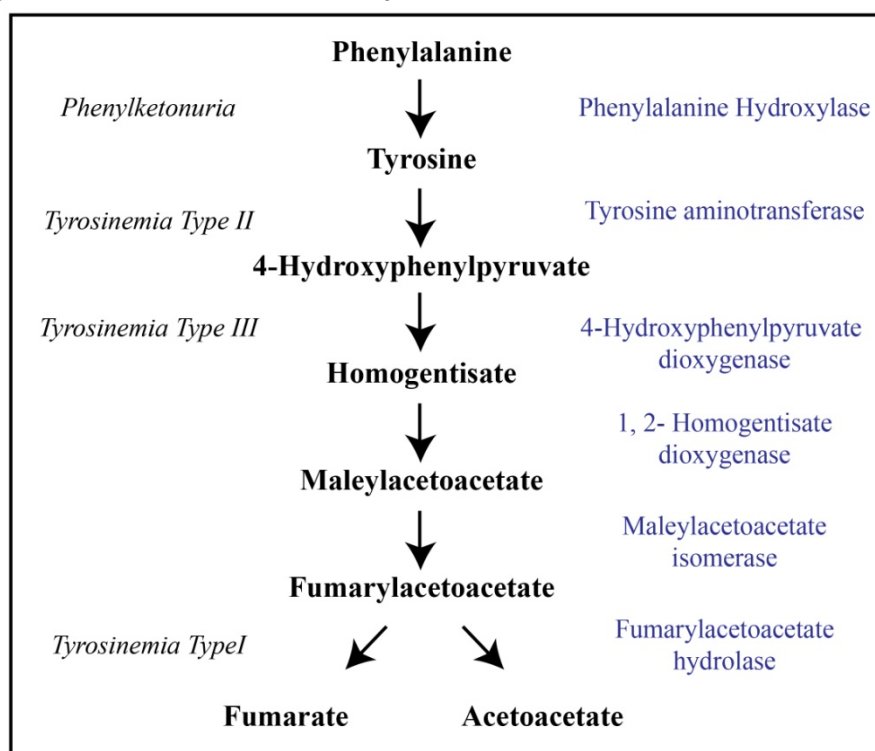 Phenylalanine
Phenylketonuria
Phenylalanine Hydroxylase
Tyrosine
Tyrosinemia Type II
Tyrosine aminotransferase
4-Hydroxyphenylpyruvate
Tyrosinemia Type III
4-Hydroxyphenylpyruvate
dioxygenase
Homogentisate
1, 2- Homogentisate
dioxygenase
Maleylacetoacetate
Maleylacetoacetate
isomerase
Fumarylacetoacetate
Tyrosinemia TypeI
Fumarylacetoacetate
hydrolase
Fumarate
Acetoacetate